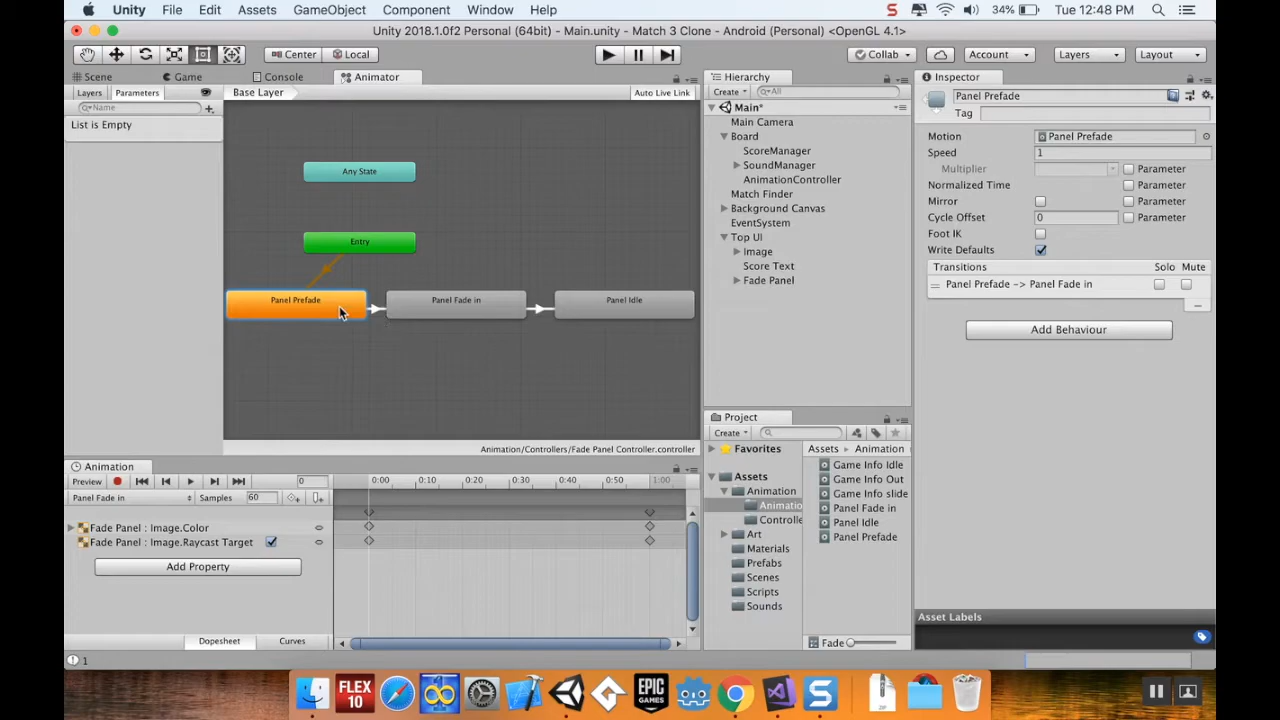 Unity File Edit Assets GameObject Component Window Help S 34% Tue 12:48 PM
Unity 2018.1.0f2 Personal (64bit) - Main.unity - Match 3 Clone - Android (Personal) <OpenGL 4.1>
Center Local Collab Account Layers Layout
Scene Game Console Animator
Layers Parameters
Base Layer Auto Live Link
Name
List is Empty
Any State
Entry
Panel Prefade Panel Fade in Panel Idle
Animation/Controllers/Fade Panel Controller.controller
Animation
Preview 0 0:00 0:10 0:20 0:30 0:40 0:50 1:00
Panel Fade in Samples 60
Fade Panel : Image.Color
Fade Panel : Image.Raycast Target
Add Property
Dopesheet Curves
1
Hierarchy
Create All
Main*
Main Camera
Board
ScoreManager
SoundManager
AnimationController
Match Finder
Background Canvas
EventSystem
Top UI
Image
Score Text
Fade Panel
Project
Create
Favorites
Assets
Animation
Animatio
Controlle
Art
Materials
Prefabs
Scenes
Scripts
Sounds
Assets Animation
Game Info Idle
Game Info Out
Game Info slide
Panel Fade in
Panel Idle
Panel Prefade
Fade
Inspector
Panel Prefade
Tag
Motion Panel Prefade
Speed 1
Multiplier Parameter
Normalized Time Parameter
Mirror Parameter
Cycle Offset 0 Parameter
Foot IK
Write Defaults
Transitions Solo Mute
Panel Prefade -> Panel Fade in
Add Behaviour
Asset Labels
FLEX
10
EPIC
GAMES
S
ZIP